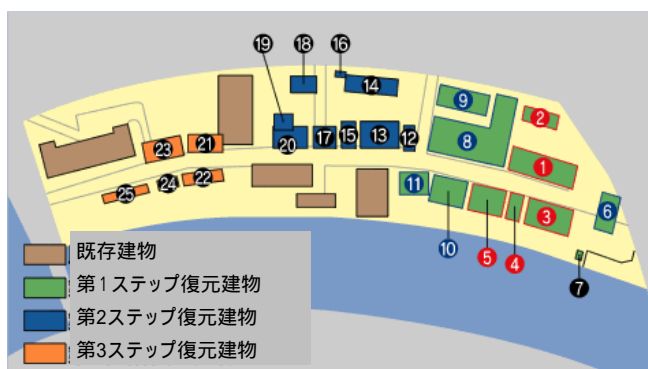 ⑲ ⑱ ⑯
⑭
⑨ ②
㉓ ㉑ ⑳ ⑰ ⑮ ⑬ ⑫ ⑧ ①
㉕ ㉔ ㉒ ⑪ ⑩ ⑤ ④ ③ ⑥
⑦
既存建物
第1ステップ復元建物
第2ステップ復元建物
第3ステップ復元建物